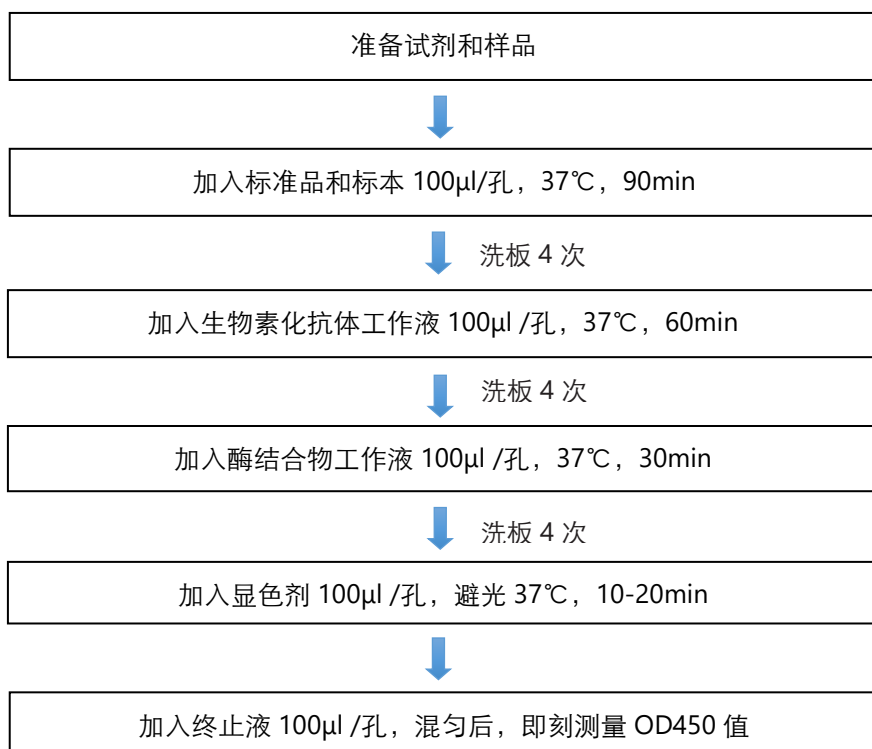 准备试剂和样品
加入标准品和标本 100μl/孔，37℃，90min
洗板 4 次
加入生物素化抗体工作液 100μl /孔，37℃，60min
洗板 4 次
加入酶结合物工作液 100μl /孔，37℃，30min
洗板 4 次
加入显色剂 100μl /孔，避光 37℃，10-20min
加入终止液 100μl /孔，混匀后，即刻测量 OD450 值